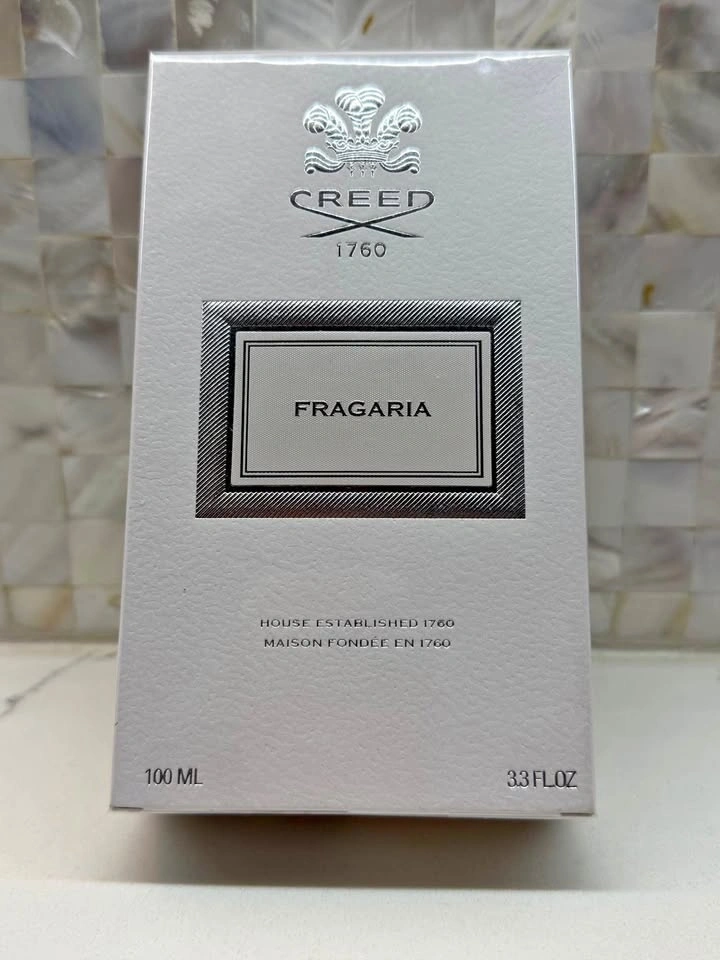 CREED
1760
FRAGARIA
HOUSE ESTABLISHED 1760
MAISON FONDÉE EN 1760
100 ML
3.3 FL.OZ